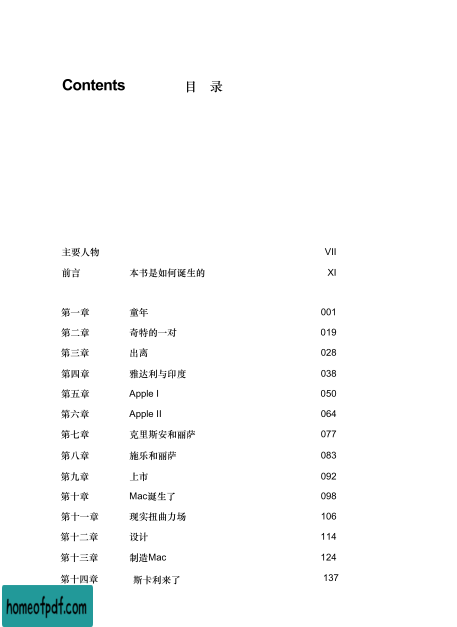 Contents 目 录
主要人物 VII
前言 本书是如何诞生的 XI
第一章 童年 001
第二章 奇特的一对 019
第三章 出离 028
第四章 雅达利与印度 038
第五章 Apple I 050
第六章 Apple II 064
第七章 克里斯安和丽萨 077
第八章 施乐和丽萨 083
第九章 上市 092
第十章 Mac诞生了 098
第十一章 现实扭曲力场 106
第十二章 设计 114
第十三章 制造Mac 124
第十四章 斯卡利来了 137
homeofpdf.com